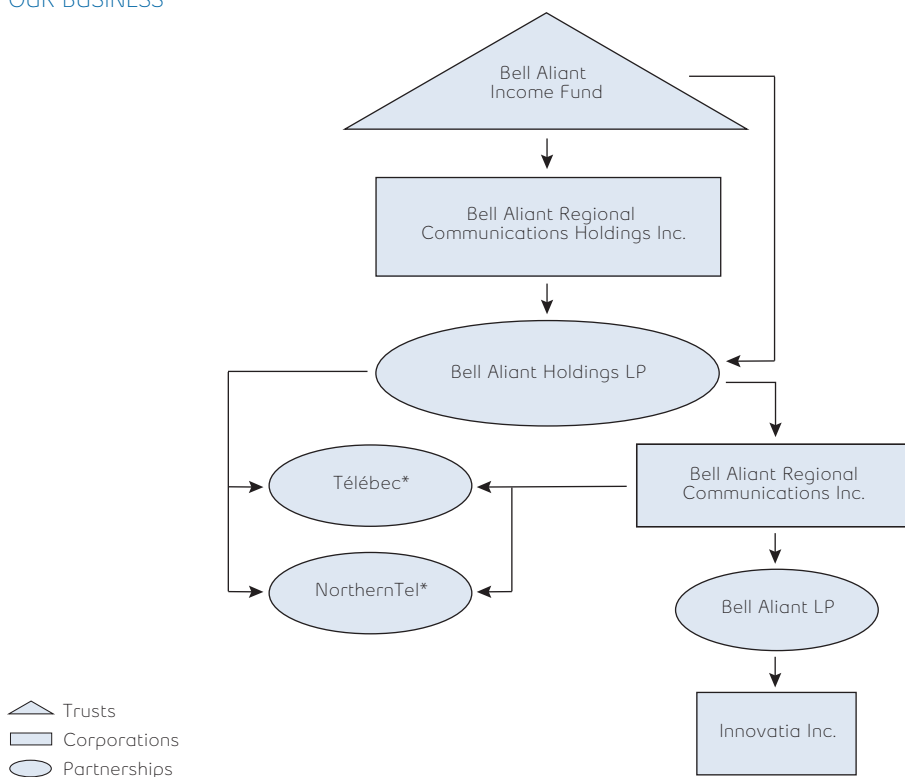 OUR BUSINESS
Bell Aliant
Income Fund
Bell Aliant Regional
Communications Holdings Inc.
Bell Aliant Holdings LP
Télébec*
Bell Aliant Regional
Communications Inc.
NorthernTel*
Bell Aliant LP
Innovatia Inc.
Trusts
Corporations
Partnerships